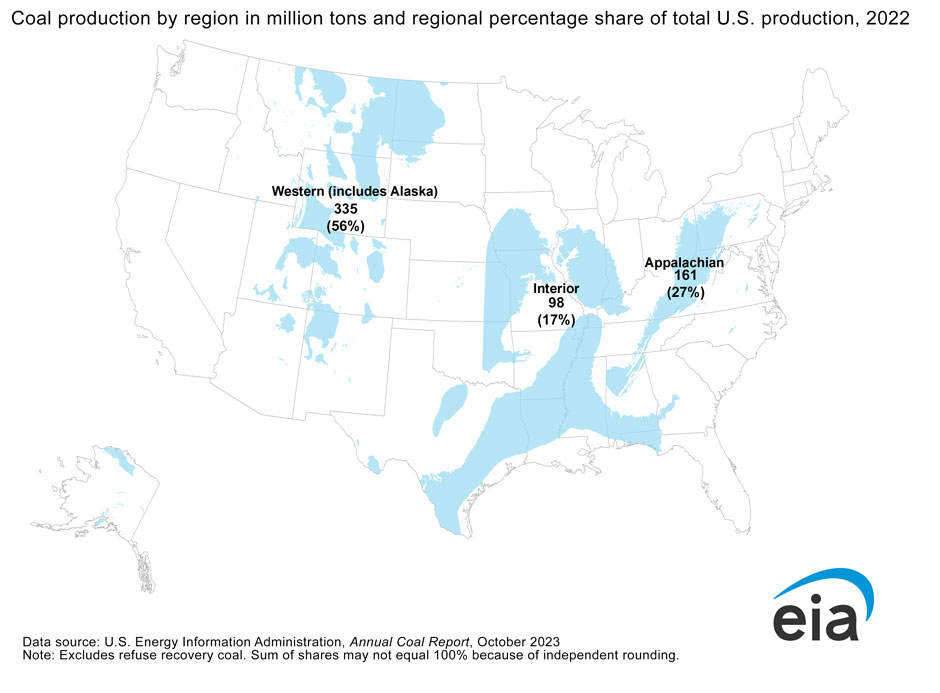 Coal production by region in million tons and regional percentage share of total U.S. production, 2022
Western (includes Alaska)
335
(56%)
Interior
98
(17%)
Appalachian
161
(27%)
eia
Data source: U.S. Energy Information Administration, Annual Coal Report, October 2023
Note: Excludes refuse recovery coal. Sum of shares may not equal 100% because of independent rounding.